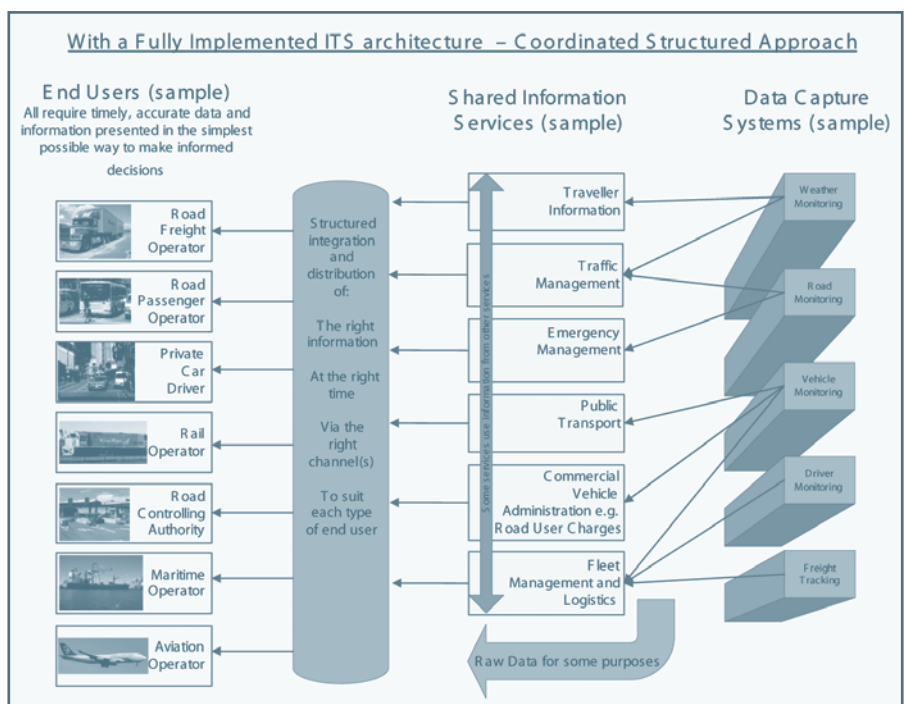 With a Fully Implemented ITS architecture – Coordinated Structured Approach
End Users (sample)
All require timely, accurate data and
information presented in the simplest
possible way to make informed
decisions
Shared Information
Services (sample)
Data Capture
Systems (sample)
Road
Freight
Operator
Road
Passenger
Operator
Private
Car
Driver
Rail
Operator
Road
Controlling
Authority
Maritime
Operator
Aviation
Operator
Structured
integration
and
distribution
of:
The right
information
At the right
time
Via the
right
channel(s)
To suit
each type
of end user
Some services use information from other services
Traveller
Information
Traffic
Management
Emergency
Management
Public
Transport
Commercial
Vehicle
Administration e.g.
Road User Charges
Fleet
Management and
Logistics
Raw Data for some purposes
Weather
Monitoring
Road
Monitoring
Vehicle
Monitoring
Driver
Monitoring
Freight
Tracking